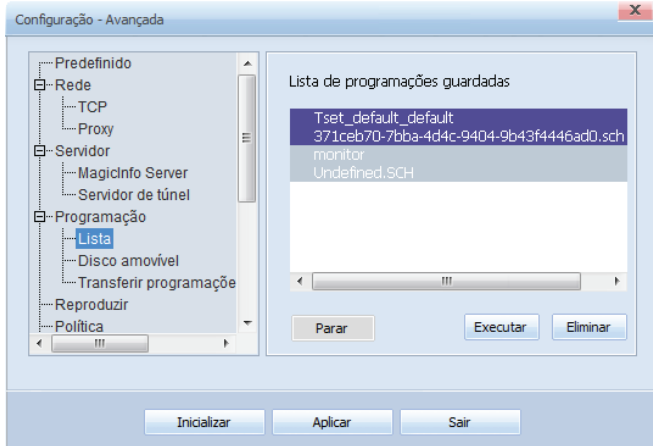 Configuração - Avançada
Predefinido
Rede
TCP
Proxy
Servidor
MagicInfo Server
Servidor de túnel
Programação
Lista
Disco amovível
Transferir programaçõe
Reproduzir
Política
Lista de programações guardadas
Tset_default_default
371ceb70-7bba-4d4c-9404-9b43f4446ad0.sch
monitor
Undefined.SCH
Parar
Executar
Eliminar
Inicializar
Aplicar
Sair